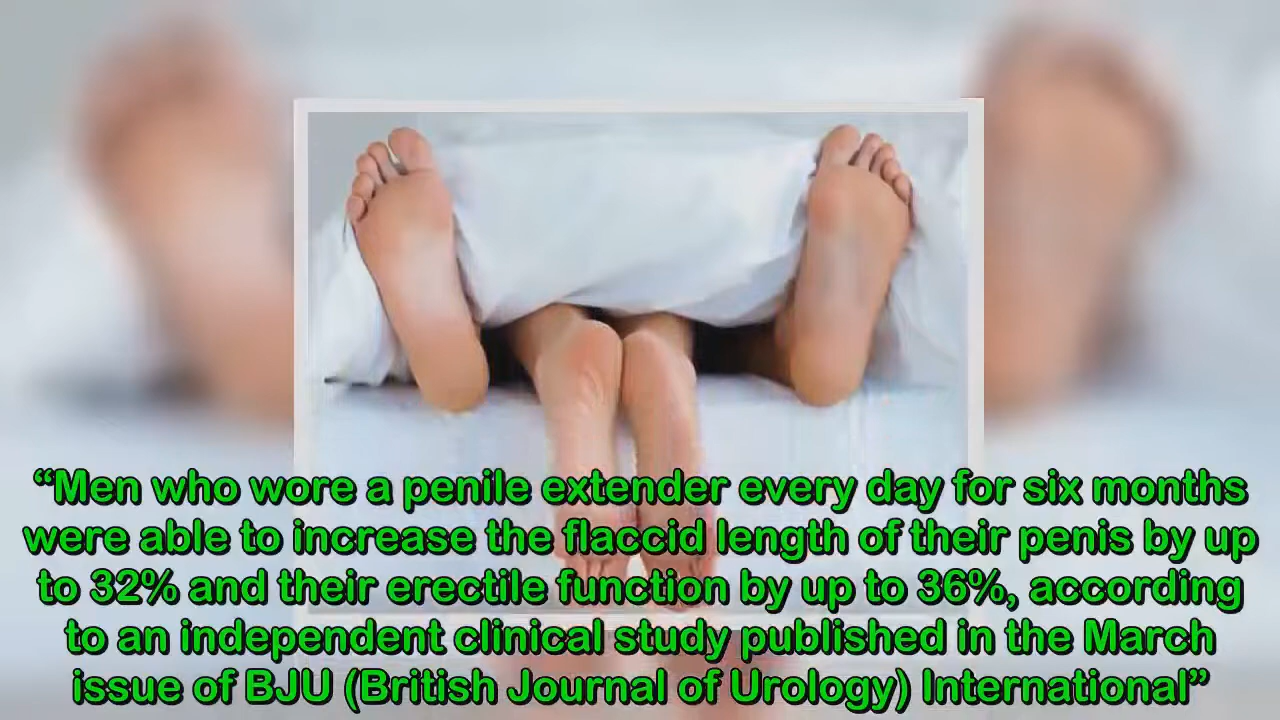 “Men who wore a penile extender every day for six months
were able to increase the flaccid length of their penis by up
to 32% and their erectile function by up to 36%, according
to an independent clinical study published in the March
issue of BJU (British Journal of Urology) International”